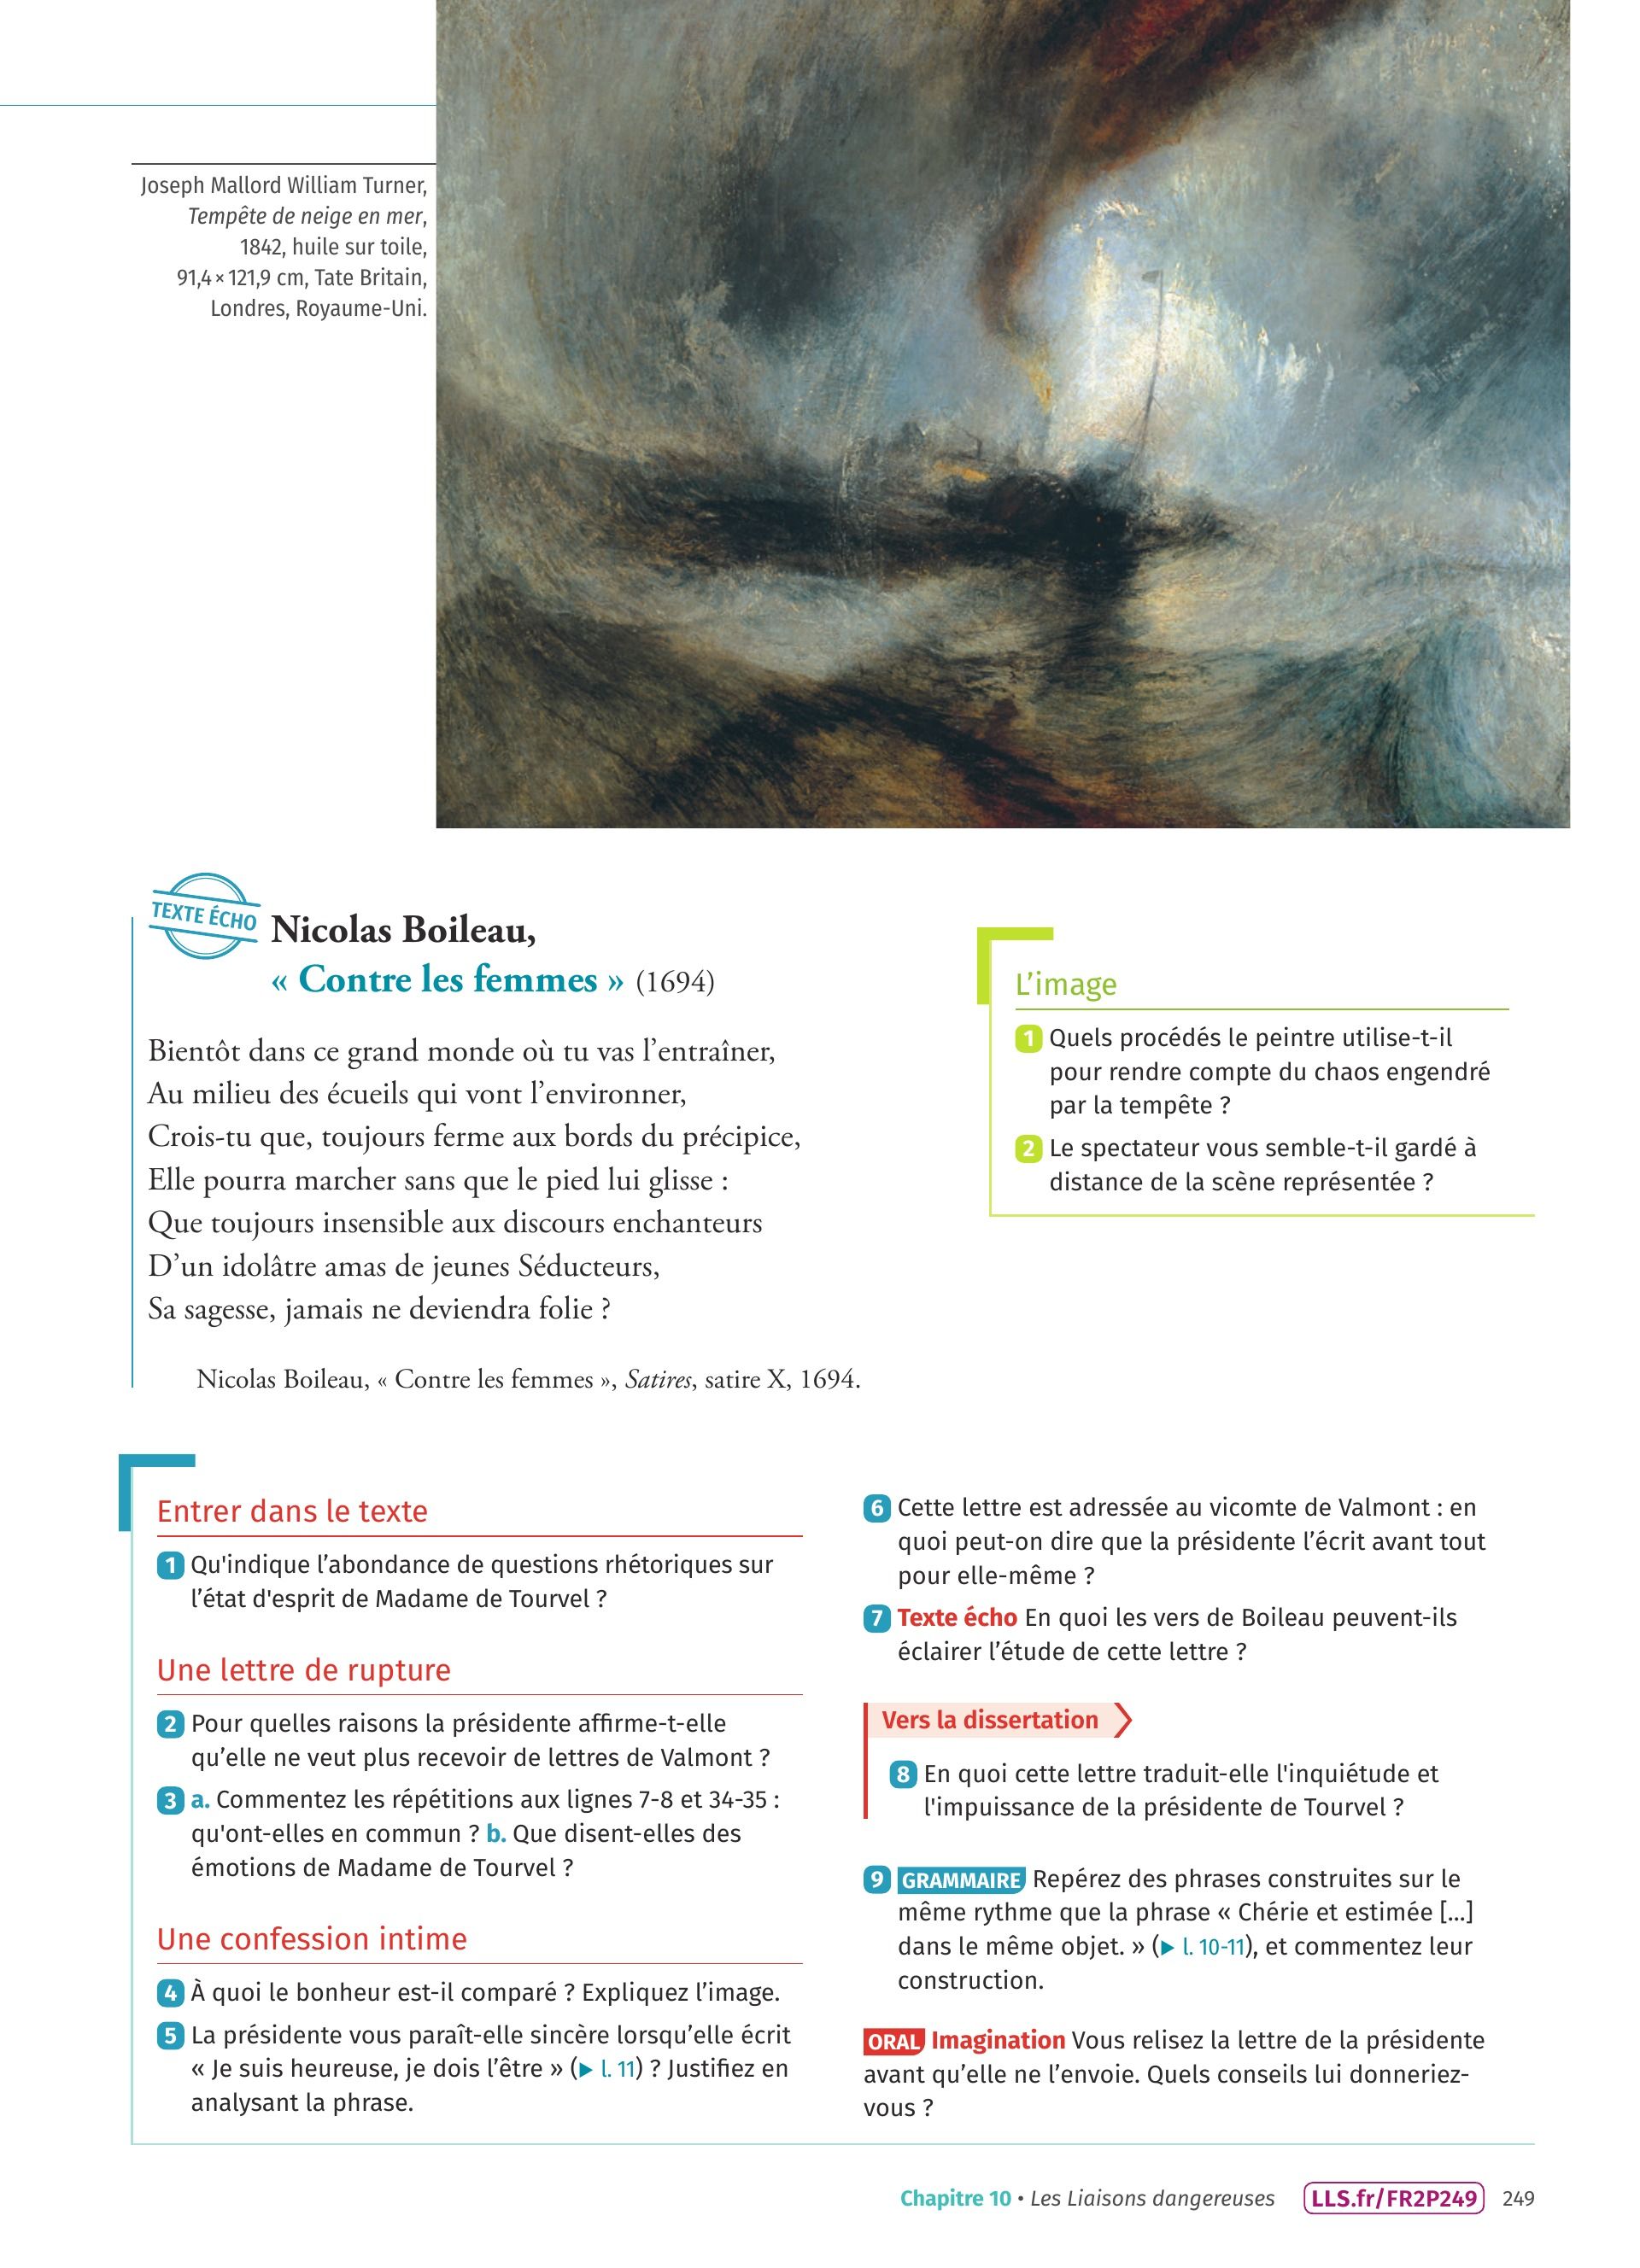 Joseph Mallord William Turner,
Tempête de neige en mer,
1842, huile sur toile,
91,4 × 121,9 cm, Tate Britain,
Londres, Royaume-Uni.
TEXTE ÉCHO
Nicolas Boileau,
« Contre les femmes » (1694)
Bientôt dans ce grand monde où tu vas l’entraîner,
Au milieu des écueils qui vont l’environner,
Crois-tu que, toujours ferme aux bords du précipice,
Elle pourra marcher sans que le pied lui glisse :
Que toujours insensible aux discours enchanteurs
D’un idolâtre amas de jeunes Séducteurs,
Sa sagesse, jamais ne deviendra folie ?
Nicolas Boileau, « Contre les femmes », Satires, satire X, 1694.
L’image
1 Quels procédés le peintre utilise-t-il
pour rendre compte du chaos engendré
par la tempête ?
2 Le spectateur vous semble-t-il gardé à
distance de la scène représentée ?
Entrer dans le texte
1 Qu'indique l’abondance de questions rhétoriques sur
l’état d'esprit de Madame de Tourvel ?
Une lettre de rupture
2 Pour quelles raisons la présidente affirme-t-elle
qu’elle ne veut plus recevoir de lettres de Valmont ?
3 a. Commentez les répétitions aux lignes 7-8 et 34-35 :
qu'ont-elles en commun ? b. Que disent-elles des
émotions de Madame de Tourvel ?
Une confession intime
4 À quoi le bonheur est-il comparé ? Expliquez l’image.
5 La présidente vous paraît-elle sincère lorsqu’elle écrit
« Je suis heureuse, je dois l’être » (▶ l. 11) ? Justifiez en
analysant la phrase.
6 Cette lettre est adressée au vicomte de Valmont : en
quoi peut-on dire que la présidente l’écrit avant tout
pour elle-même ?
7 Texte écho En quoi les vers de Boileau peuvent-ils
éclairer l’étude de cette lettre ?
Vers la dissertation
8 En quoi cette lettre traduit-elle l'inquiétude et
l'impuissance de la présidente de Tourvel ?
9 GRAMMAIRE Repérez des phrases construites sur le
même rythme que la phrase « Chérie et estimée [...]
dans le même objet. » (▶ l. 10-11), et commentez leur
construction.
ORAL Imagination Vous relisez la lettre de la présidente
avant qu’elle ne l’envoie. Quels conseils lui donneriez-
vous ?
Chapitre 10 • Les Liaisons dangereuses LLS.fr/FR2P249 249